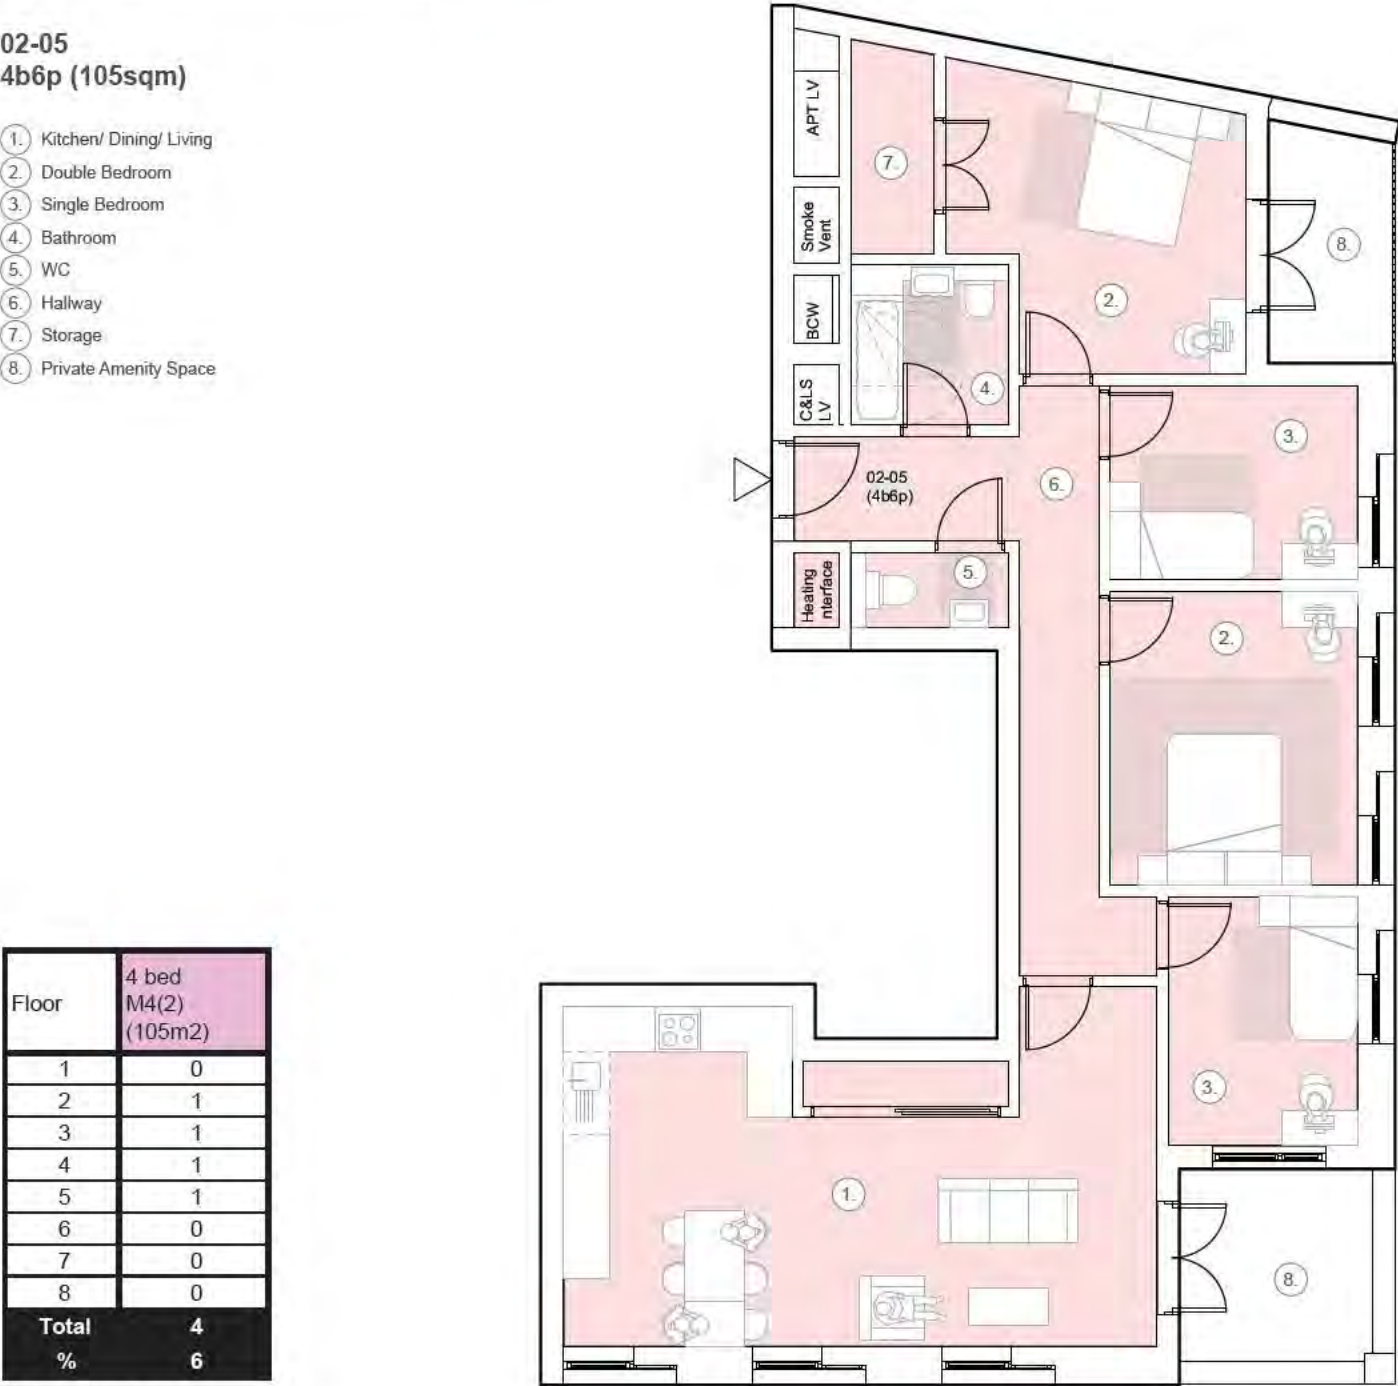 02-05
4b6p (105sqm)
1. Kitchen/ Dining/ Living
2. Double Bedroom
3. Single Bedroom
4. Bathroom
5. WC
6. Hallway
7. Storage
8. Private Amenity Space
APT LV
Smoke
Vent
BCW
C&LS
LV
Heating
nterface
7.
2.
8.
4.
3.
02-05
(4b6p)
6.
5.
2.
3.
1.
8.
Floor
4 bed
M4(2)
(105m2)
1 0
2 1
3 1
4 1
5 1
6 0
7 0
8 0
Total 4
% 6